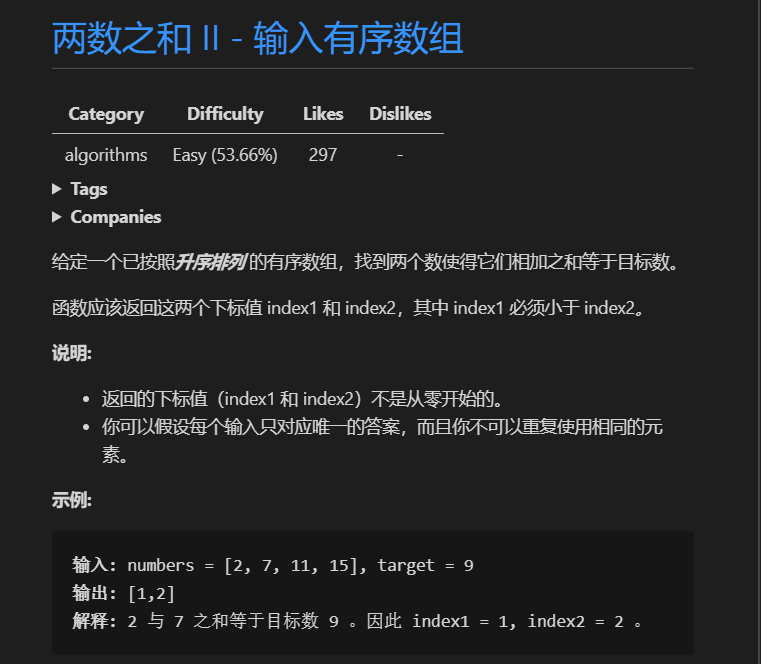 两数之和 II - 输入有序数组
Category Difficulty Likes Dislikes
algorithms Easy (53.66%) 297 -
Tags
Companies
给定一个已按照升序排列 的有序数组，找到两个数使得它们相加之和等于目标数。
函数应该返回这两个下标值 index1 和 index2，其中 index1 必须小于 index2。
说明:
• 返回的下标值（index1 和 index2）不是从零开始的。
• 你可以假设每个输入只对应唯一的答案，而且你不可以重复使用相同的元
素。
示例:
输入: numbers = [2, 7, 11, 15], target = 9
输出: [1,2]
解释: 2 与 7 之和等于目标数 9 。因此 index1 = 1, index2 = 2 。